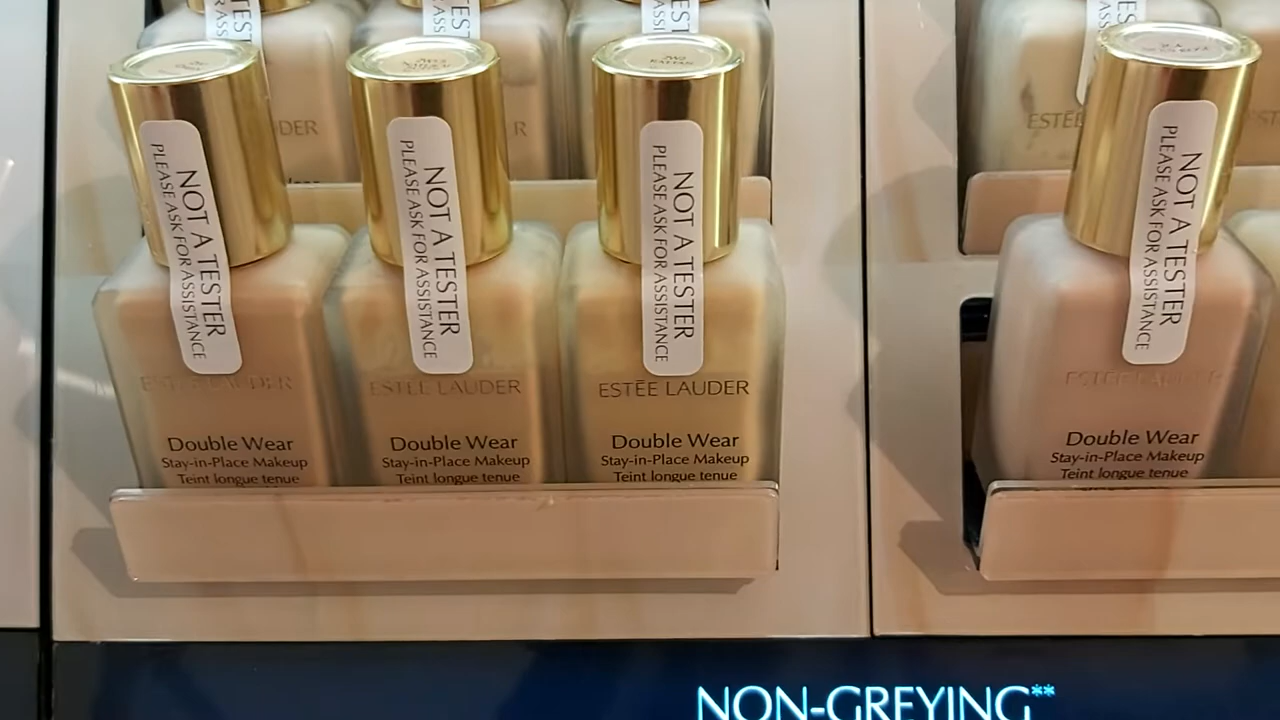 NOT A TESTER
PLEASE ASK FOR ASSISTANCE
ESTĒE LAUDER
Double Wear
Stay-in-Place Makeup
Teint longue tenue
NOT A TESTER
PLEASE ASK FOR ASSISTANCE
ESTĒE LAUDER
Double Wear
Stay-in-Place Makeup
Teint longue tenue
NOT A TESTER
PLEASE ASK FOR ASSISTANCE
ESTĒE LAUDER
Double Wear
Stay-in-Place Makeup
Teint longue tenue
NOT A TESTER
PLEASE ASK FOR ASSISTANCE
ESTĒE LAUDER
Double Wear
Stay-in-Place Makeup
Teint longue tenue
NON-GREYING**